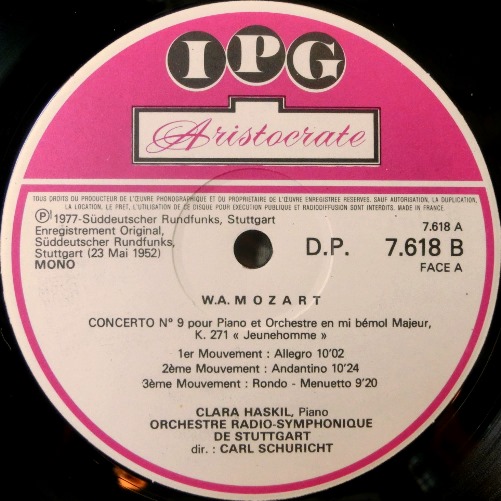 IPG
Aristocrate
TOUS DROITS DU PRODUCTEUR DE L'ŒUVRE PHONOGRAPHIQUE ET DU PROPRIETAIRE DE L'ŒUVRE ENREGISTREE RESERVES. SAUF AUTORISATION, LA DUPLICATION,
LA LOCATION, LE PRET, L'UTILISATION DE CE DISQUE POUR EXECUTION PUBLIQUE ET RADIODIFFUSION SONT INTERDITS. MADE IN FRANCE
Ⓟ 1977-Süddeutscher Rundfunks, Stuttgart
Enregistrement Original,
Süddeutscher Rundfunks,
Stuttgart (23 Mai 1952)
MONO
7.618 A
D.P. 7.618 B
FACE A
W.A. MOZART
CONCERTO N° 9 pour Piano et Orchestre en mi bémol Majeur,
K. 271 « Jeunehomme »
1er Mouvement : Allegro 10'02
2ème Mouvement : Andantino 10'24
3ème Mouvement : Rondo - Menuetto 9'20
CLARA HASKIL, Piano
ORCHESTRE RADIO-SYMPHONIQUE
DE STUTTGART
dir. : CARL SCHURICHT